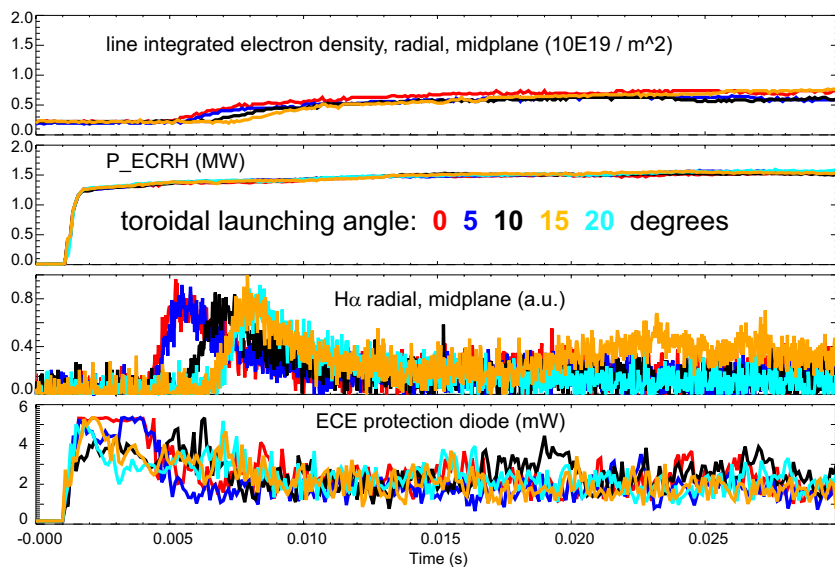 2.0
line integrated electron density, radial, midplane (10E19 / m^2)
1.5
1.0
0.5
0.0
2.0
P_ECRH (MW)
1.5
toroidal launching angle: 0 5 10 15 20 degrees
1.0
0.5
0.0
Hα radial, midplane (a.u.)
0.8
0.4
0.0
6
ECE protection diode (mW)
4
2
0
-0.000 0.005 0.010 0.015 0.020 0.025
Time (s)